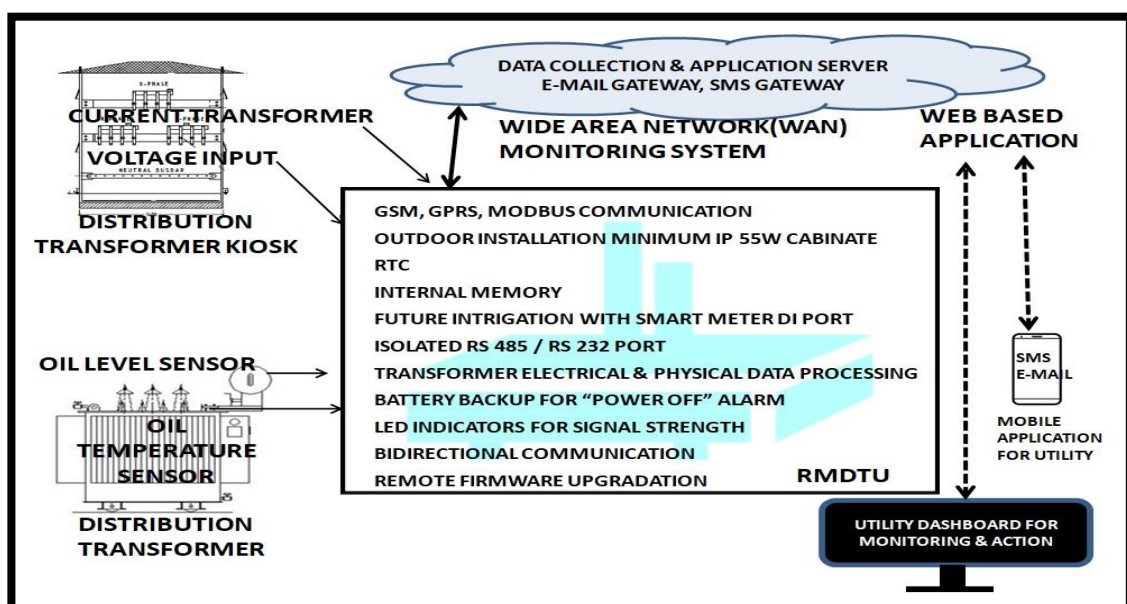 DATA COLLECTION & APPLICATION SERVER
E-MAIL GATEWAY, SMS GATEWAY
WIDE AREA NETWORK(WAN)
MONITORING SYSTEM
WEB BASED
APPLICATION
CURRENT TRANSFORMER
VOLTAGE INPUT
NEUTRAL BUSBAR
DISTRIBUTION
TRANSFORMER KIOSK
GSM, GPRS, MODBUS COMMUNICATION
OUTDOOR INSTALLATION MINIMUM IP 55W CABINATE
RTC
INTERNAL MEMORY
FUTURE INTRIGATION WITH SMART METER DI PORT
ISOLATED RS 485 / RS 232 PORT
TRANSFORMER ELECTRICAL & PHYSICAL DATA PROCESSING
BATTERY BACKUP FOR “POWER OFF” ALARM
LED INDICATORS FOR SIGNAL STRENGTH
BIDIRECTIONAL COMMUNICATION
REMOTE FIRMWARE UPGRADATION
RMDTU
OIL LEVEL SENSOR
OIL
TEMPERATURE
SENSOR
DISTRIBUTION
TRANSFORMER
SMS
E-MAIL
MOBILE
APPLICATION
FOR UTILITY
UTILITY DASHBOARD FOR
MONITORING & ACTION